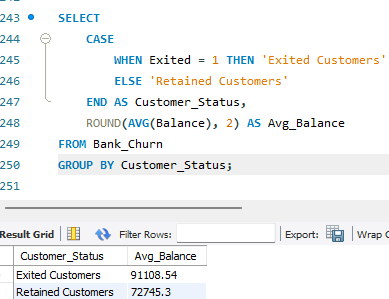 243 SELECT
244 CASE
245 WHEN Exited = 1 THEN 'Exited Customers'
246 ELSE 'Retained Customers'
247 END AS Customer_Status,
248 ROUND(AVG(Balance), 2) AS Avg_Balance
249 FROM Bank_Churn
250 GROUP BY Customer_Status;
251
Result Grid Filter Rows: Export: Wrap C
Customer_Status Avg_Balance
Exited Customers 91108.54
Retained Customers 72745.3